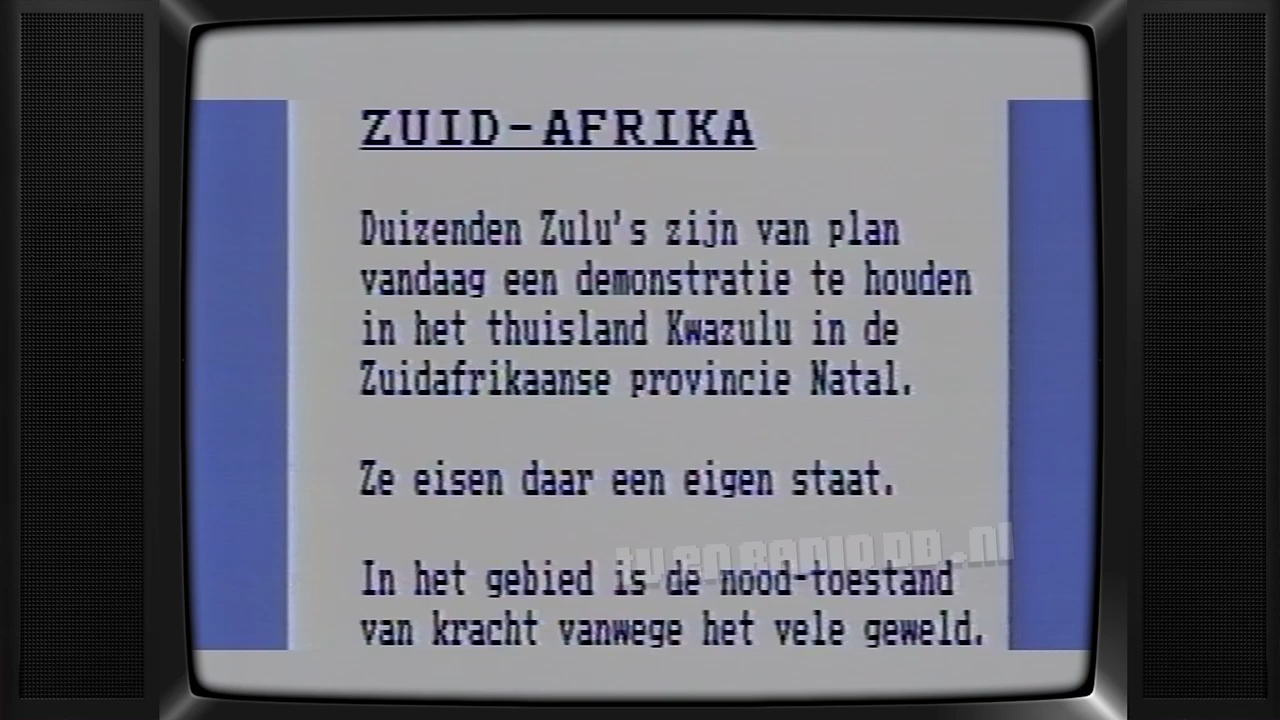 ZUID-AFRIKA
Duizenden Zulu's zijn van plan
vandaag een demonstratie te houden
in het thuisland Kwazulu in de
Zuidafrikaanse provincie Natal.
Ze eisen daar een eigen staat.
tvenradiodb.nl
In het gebied is de nood-toestand
van kracht vanwege het vele geweld.